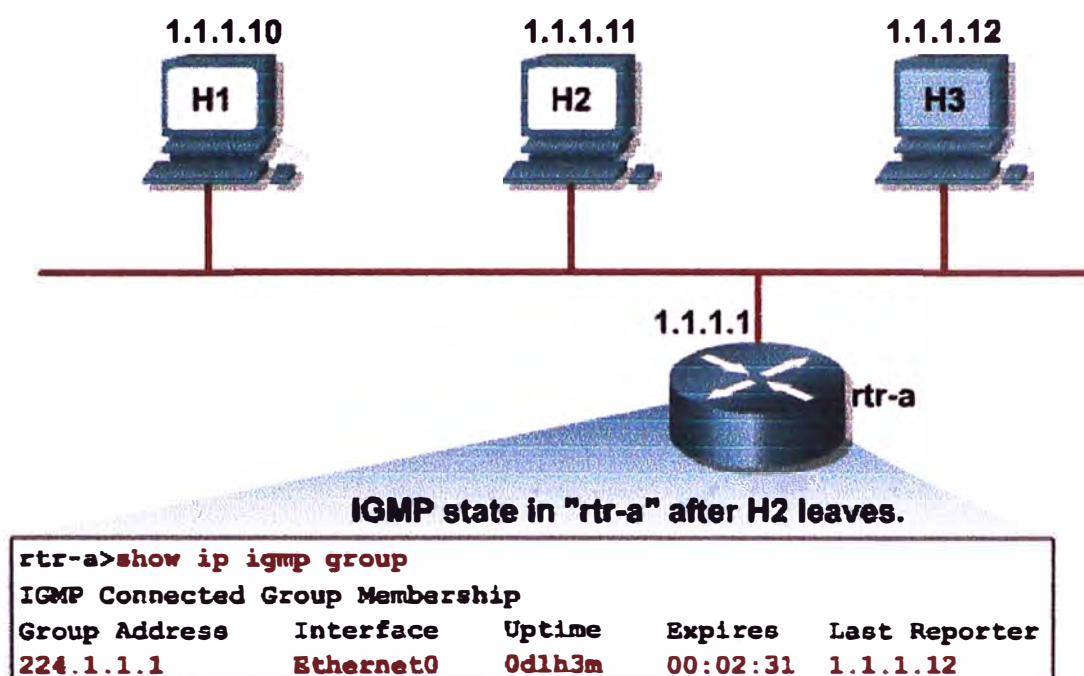 1.1.1.10 1.1.1.11 1.1.1.12
H1 H2 H3
1.1.1.1
rtr-a
IGMP state in "rtr-a" after H2 leaves.
rtr-a>show ip igmp group
IGMP Connected Group Membership
Group Address Interface Uptime Expires Last Reporter
224.1.1.1 Ethernet0 0d1h3m 00:02:31 1.1.1.12